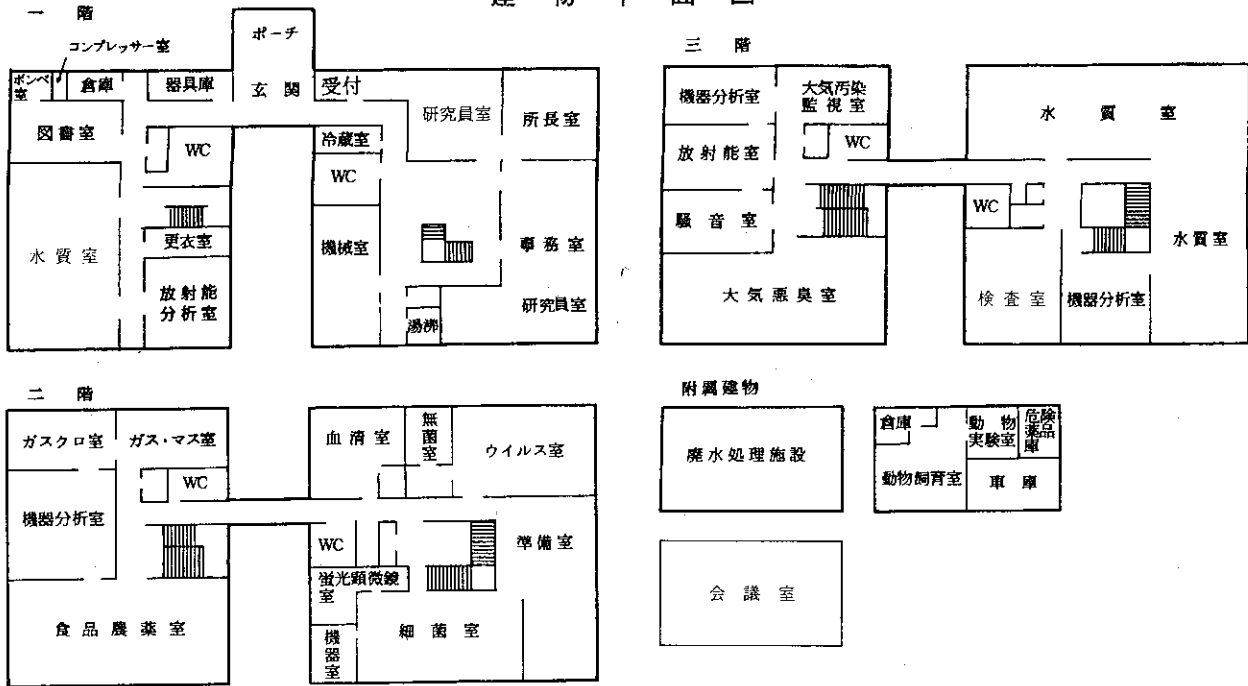 建物平面図
一階
コンプレッサー室
ボンベ
室
倉庫
器具庫
ポーチ
玄関
受付
研究員室
所長室
図書室
WC
冷蔵室
WC
水質室
更衣室
機械室
事務室
放射能
分析室
湯沸
研究員室
二階
ガスクロ室
ガス・マス室
血清室
無菌室
ウイルス室
WC
機器分析室
WC
準備室
蛍光顕微鏡
室
食品農薬室
機器室
細菌室
三階
機器分析室
大気汚染
監視室
水質室
放射能室
WC
騒音室
WC
水質室
大気悪臭室
検査室
機器分析室
附属建物
廃水処理施設
倉庫
動物
実験室
危険
薬品
庫
動物飼育室
車庫
会議室